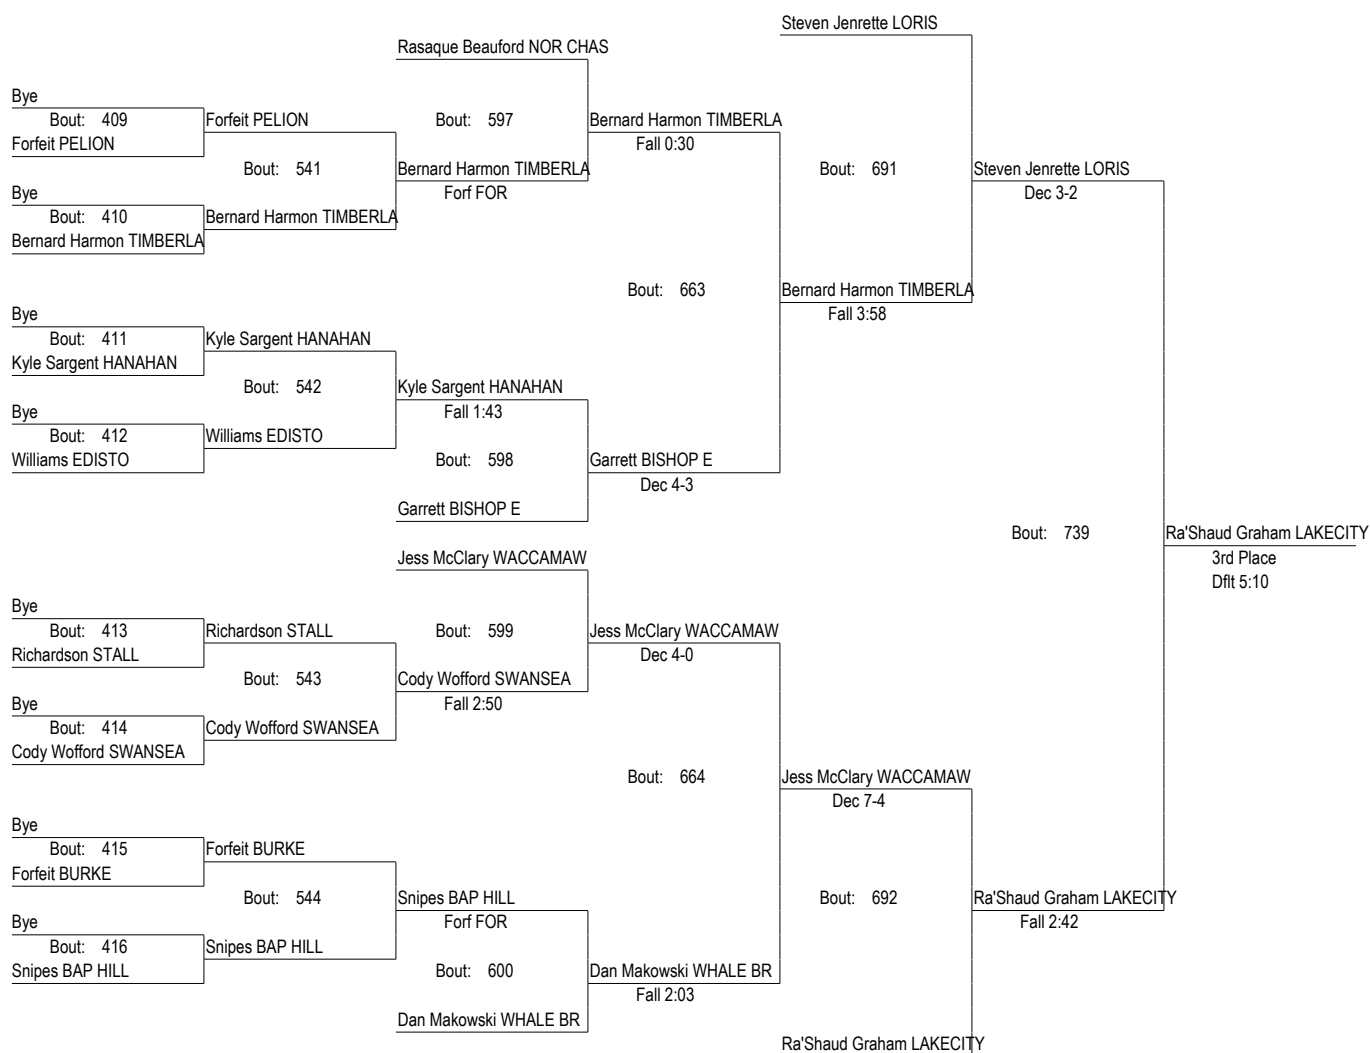 Steven Jenrette LORIS
Rasaque Beauford NOR CHAS
Bye
Bout: 409
Forfeit PELION
Forfeit PELION
Bout: 597
Bernard Harmon TIMBERLA
Fall 0:30
Bout: 541
Bernard Harmon TIMBERLA
Forf FOR
Bout: 691
Steven Jenrette LORIS
Dec 3-2
Bye
Bout: 410
Bernard Harmon TIMBERLA
Bernard Harmon TIMBERLA
Bout: 663
Bernard Harmon TIMBERLA
Fall 3:58
Bye
Bout: 411
Kyle Sargent HANAHAN
Kyle Sargent HANAHAN
Bout: 542
Kyle Sargent HANAHAN
Fall 1:43
Bye
Bout: 412
Williams EDISTO
Williams EDISTO
Bout: 598
Garrett BISHOP E
Dec 4-3
Garrett BISHOP E
Bout: 739
Ra'Shaud Graham LAKECITY
3rd Place
Dflt 5:10
Jess McClary WACCAMAW
Bye
Bout: 413
Richardson STALL
Richardson STALL
Bout: 599
Jess McClary WACCAMAW
Dec 4-0
Bout: 543
Cody Wofford SWANSEA
Fall 2:50
Bye
Bout: 414
Cody Wofford SWANSEA
Cody Wofford SWANSEA
Bout: 664
Jess McClary WACCAMAW
Dec 7-4
Bye
Bout: 415
Forfeit BURKE
Forfeit BURKE
Bout: 544
Snipes BAP HILL
Forf FOR
Bout: 692
Ra'Shaud Graham LAKECITY
Fall 2:42
Bye
Bout: 416
Snipes BAP HILL
Snipes BAP HILL
Bout: 600
Dan Makowski WHALE BR
Fall 2:03
Dan Makowski WHALE BR
Ra'Shaud Graham LAKECITY